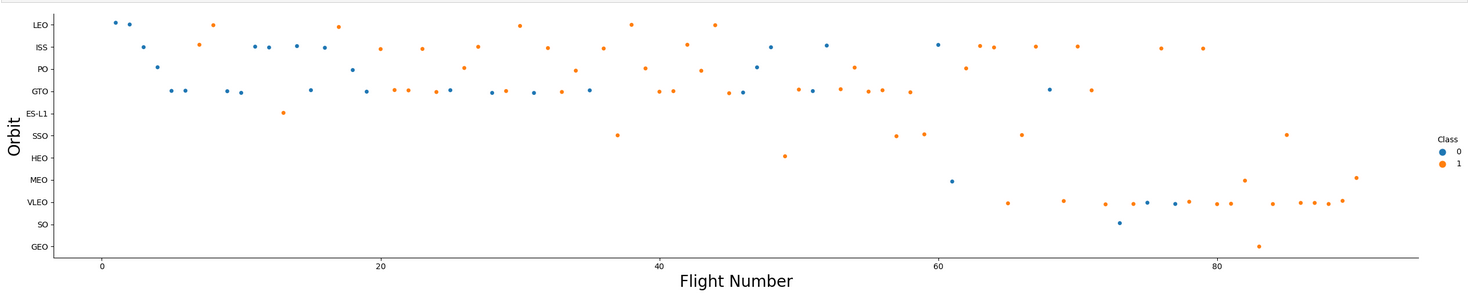 LEO
ISS
PO
GTO
ES-L1
SSO
HEO
MEO
VLEO
SO
GEO
Orbit
0 20 40 60 80
Flight Number
Class
0
1